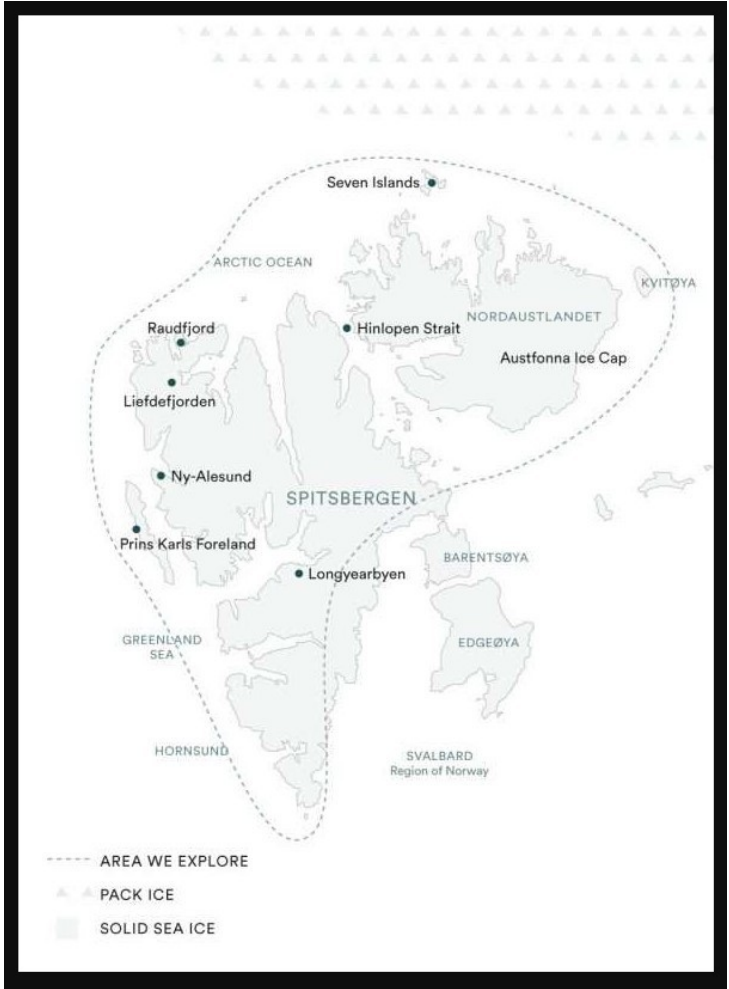 Seven Islands
ARCTIC OCEAN
KVITØYA
NORDAUSTLANDET
Raudfjord
Hinlopen Strait
Austfonna Ice Cap
Liefdefjorden
Ny-Alesund
SPITSBERGEN
Prins Karls Foreland
BARENTSØYA
Longyearbyen
GREENLAND
SEA
EDGEØYA
HORNSUND
SVALBARD
Region of Norway
AREA WE EXPLORE
PACK ICE
SOLID SEA ICE